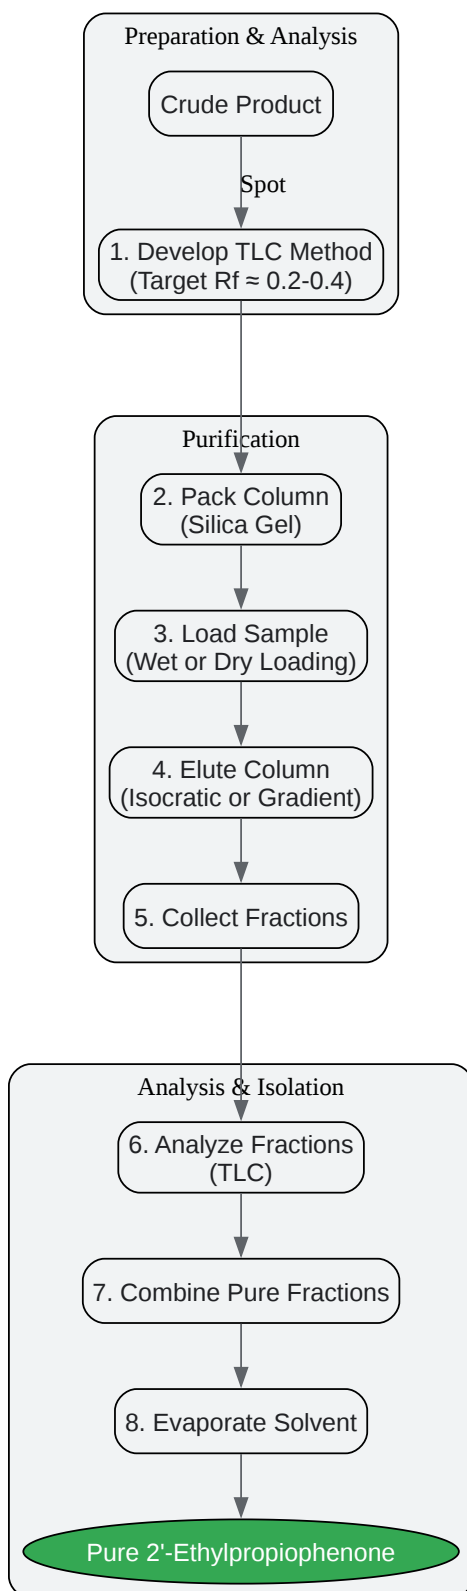 Preparation & Analysis
Crude Product
Spot
1. Develop TLC Method
(Target Rf ≈ 0.2-0.4)
Purification
2. Pack Column
(Silica Gel)
3. Load Sample
(Wet or Dry Loading)
4. Elute Column
(Isocratic or Gradient)
5. Collect Fractions
Analysis & Isolation
6. Analyze Fractions
(TLC)
7. Combine Pure Fractions
8. Evaporate Solvent
Pure 2'-Ethylpropiophenone